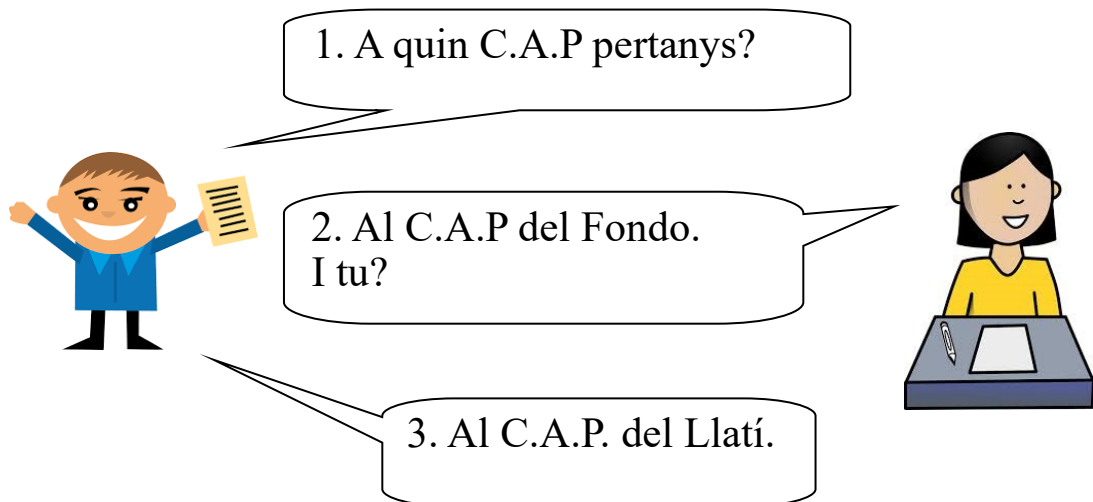 1. A quin C.A.P pertanys?
2. Al C.A.P del Fondo.
I tu?
3. Al C.A.P. del Llatí.